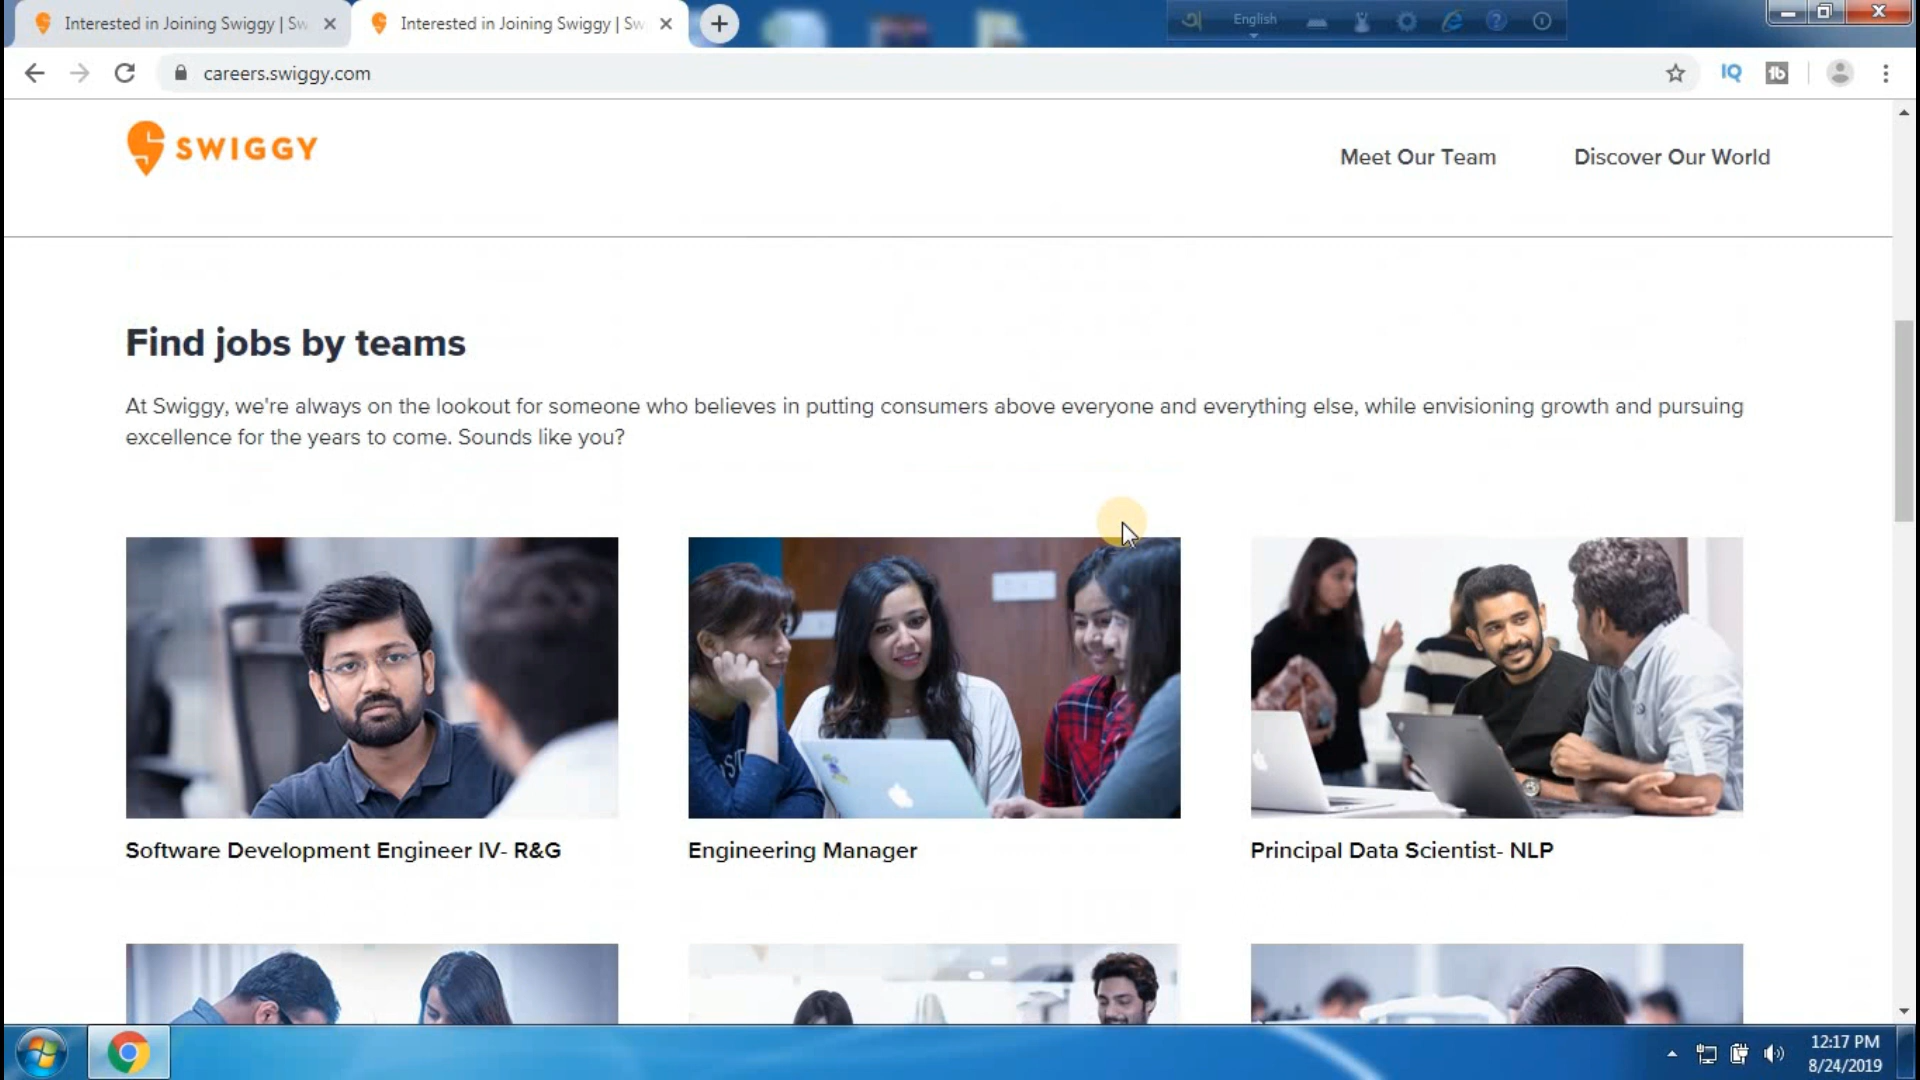 Interested in Joining Swiggy | Sw
Interested in Joining Swiggy | Sw
English
careers.swiggy.com
IQ
SWIGGY
Meet Our Team
Discover Our World
Find jobs by teams
At Swiggy, we're always on the lookout for someone who believes in putting consumers above everyone and everything else, while envisioning growth and pursuing
excellence for the years to come. Sounds like you?
Software Development Engineer IV- R&G
Engineering Manager
Principal Data Scientist- NLP
12:17 PM
8/24/2019